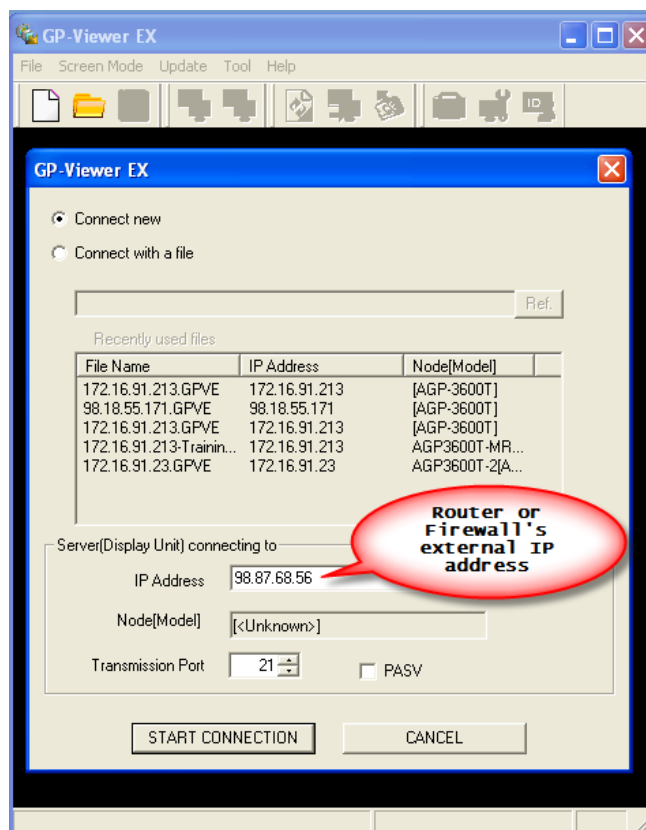 GP-Viewer EX
File Screen Mode Update Tool Help
ID
GP-Viewer EX
Connect new
Connect with a file
Ref.
Recently used files
File Name IP Address Node[Model]
172.16.91.213.GPVE 172.16.91.213 [AGP-3600T]
98.18.55.171.GPVE 98.18.55.171 [AGP-3600T]
172.16.91.213.GPVE 172.16.91.213 [AGP-3600T]
172.16.91.213-Trainin... 172.16.91.213 AGP3600T-MR...
172.16.91.23.GPVE 172.16.91.23 AGP3600T-2[A...
Router or
Firewall's
external IP
address
Server(Display Unit) connecting to
IP Address 98.87.68.56
Node[Model] [<Unknown>]
Transmission Port 21 PASV
START CONNECTION CANCEL